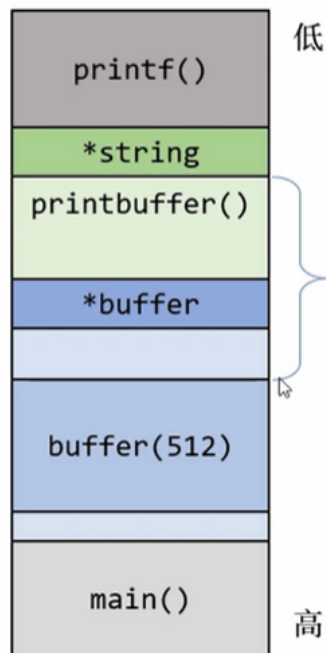 低
printf()
*string
printbuffer()
*buffer
buffer(512)
main()
高